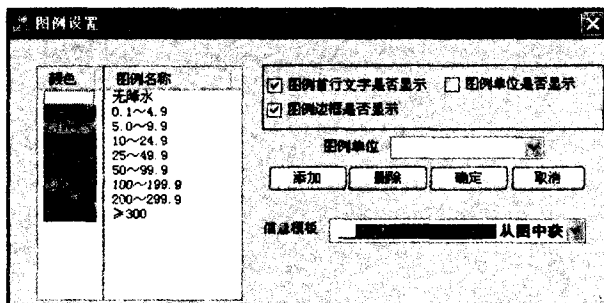 图例设置
颜色 图例名称
无降水
0.1～4.9
5.0～9.9
10～24.9
25～49.9
50～99.9
100～199.9
200～299.9
≥300
图例首行文字是否显示 图例单位是否显示
图例边框是否显示
图例单位
添加 删除 确定 取消
信息模板 从图中获